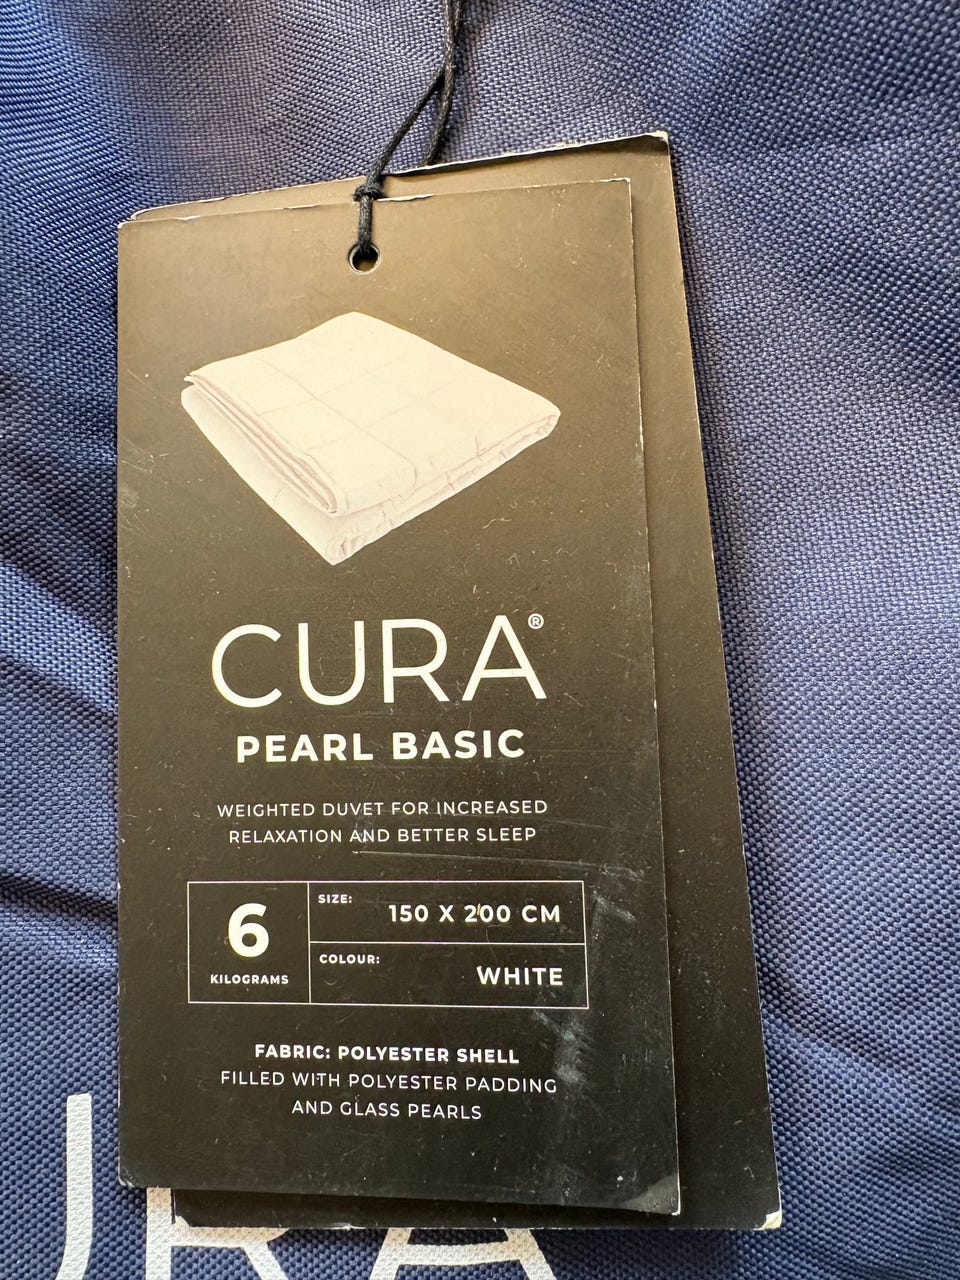 CURA®
PEARL BASIC
WEIGHTED DUVET FOR INCREASED
RELAXATION AND BETTER SLEEP
6
KILOGRAMS
SIZE:
150 X 200 CM
COLOUR:
WHITE
FABRIC: POLYESTER SHELL
FILLED WITH POLYESTER PADDING
AND GLASS PEARLS
URA